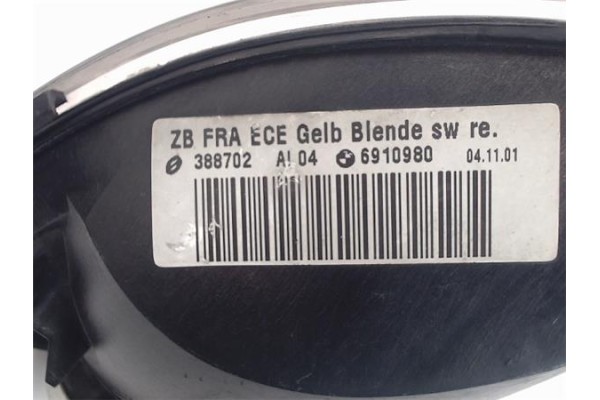 ZB FRA ECE Gelb Blende sw re.
388702 AI 04 6910980 04.11.01